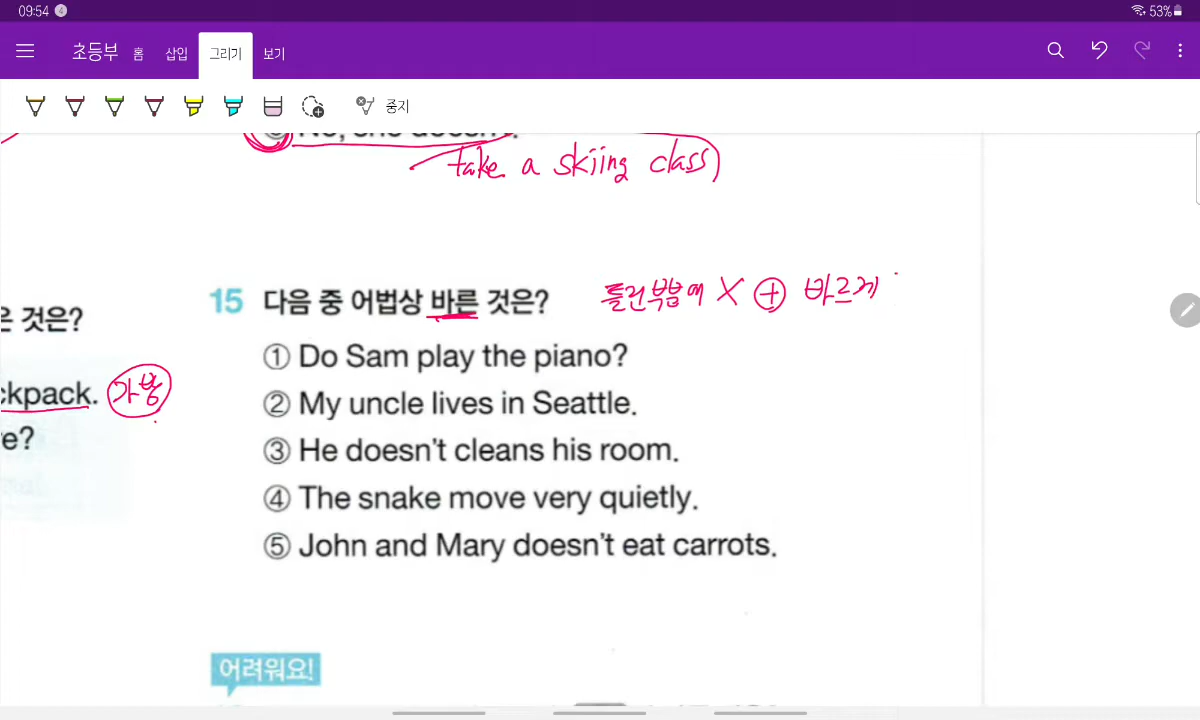 09:54 4 53%
초등부 홈 삽입 그리기 보기
중지
No, she doesn't.
take a skiing class)
15 다음 중 어법상 바른 것은? 틀린부분에 X + 바르게
① Do Sam play the piano?
② My uncle lives in Seattle.
③ He doesn't cleans his room.
④ The snake move very quietly.
⑤ John and Mary doesn't eat carrots.
은 것은?
ckpack. 가방
e?
어려워요!